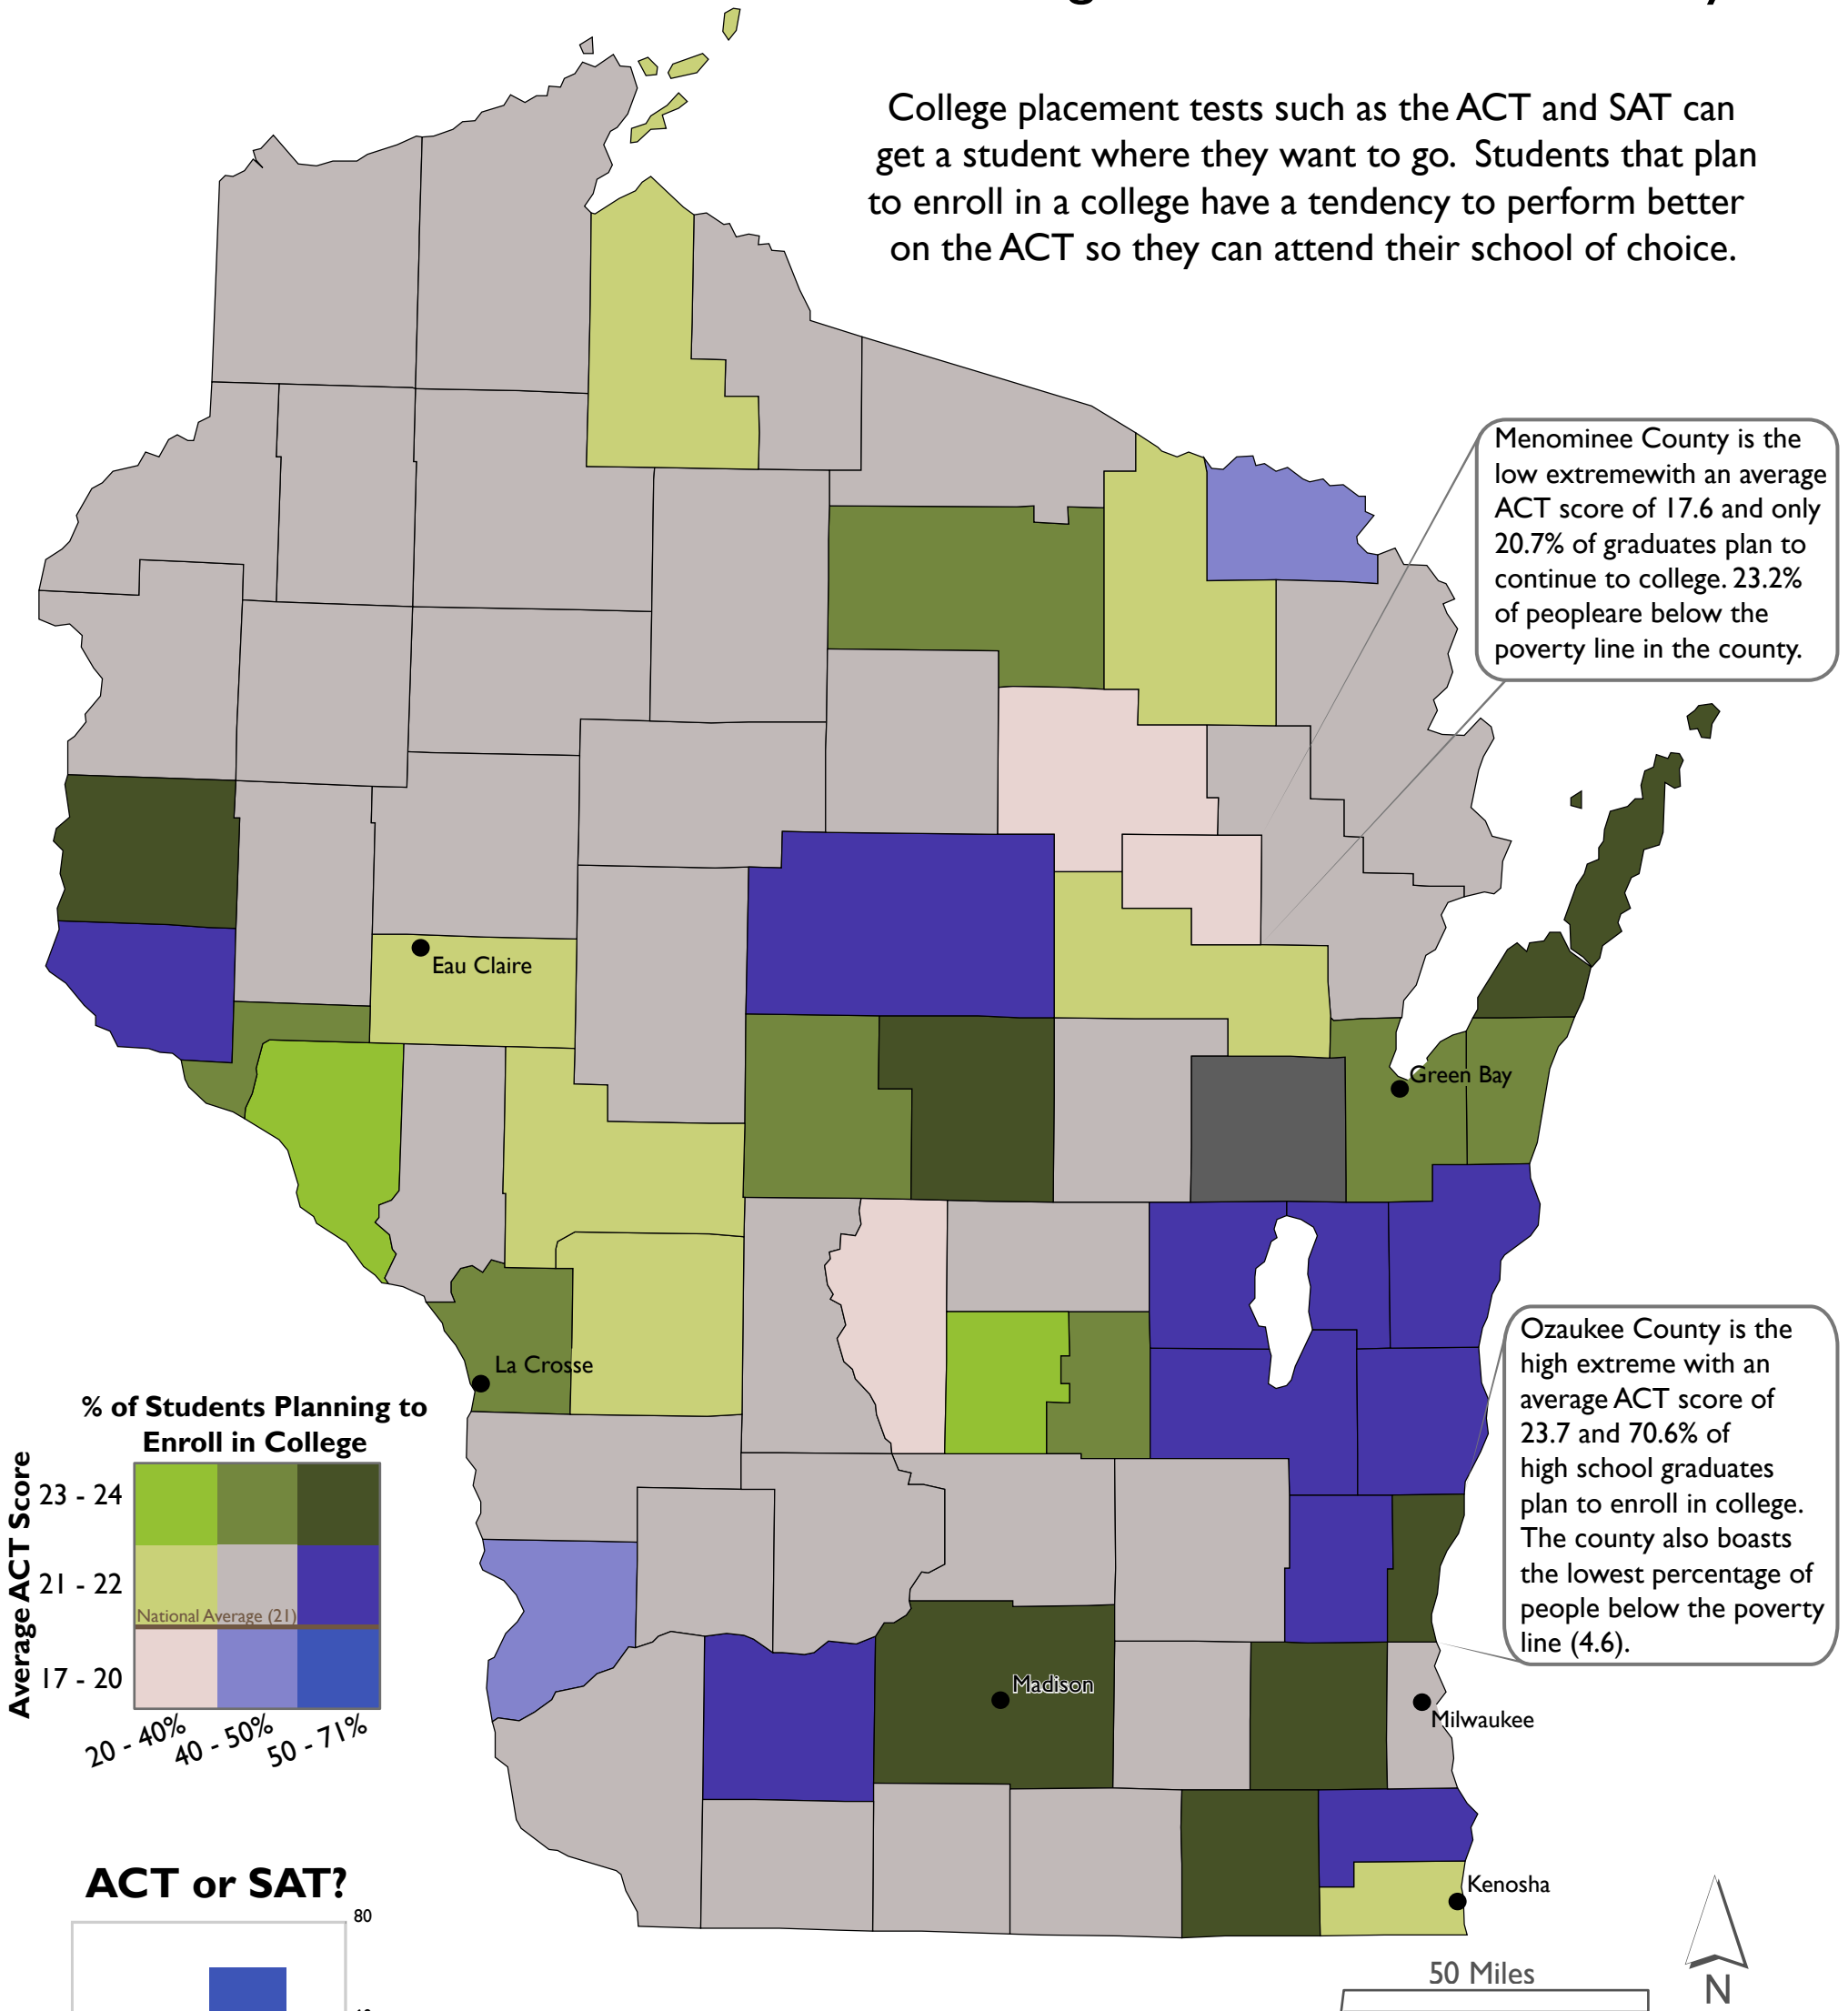 College placement tests such as the ACT and SAT can
get a student where they want to go. Students that plan
to enroll in a college have a tendency to perform better
on the ACT so they can attend their school of choice.
Menominee County is the
low extremewith an average
ACT score of 17.6 and only
20.7% of graduates plan to
continue to college. 23.2%
of peopleare below the
poverty line in the county.
Eau Claire
Green Bay
La Crosse
Ozaukee County is the
high extreme with an
average ACT score of
23.7 and 70.6% of
high school graduates
plan to enroll in college.
The county also boasts
the lowest percentage of
people below the poverty
line (4.6).
% of Students Planning to
Enroll in College
Average ACT Score
23 - 24
21 - 22
National Average (21)
17 - 20
20 - 40%
40 - 50%
50 - 71%
Madison
Milwaukee
Kenosha
ACT or SAT?
80
50 Miles
N